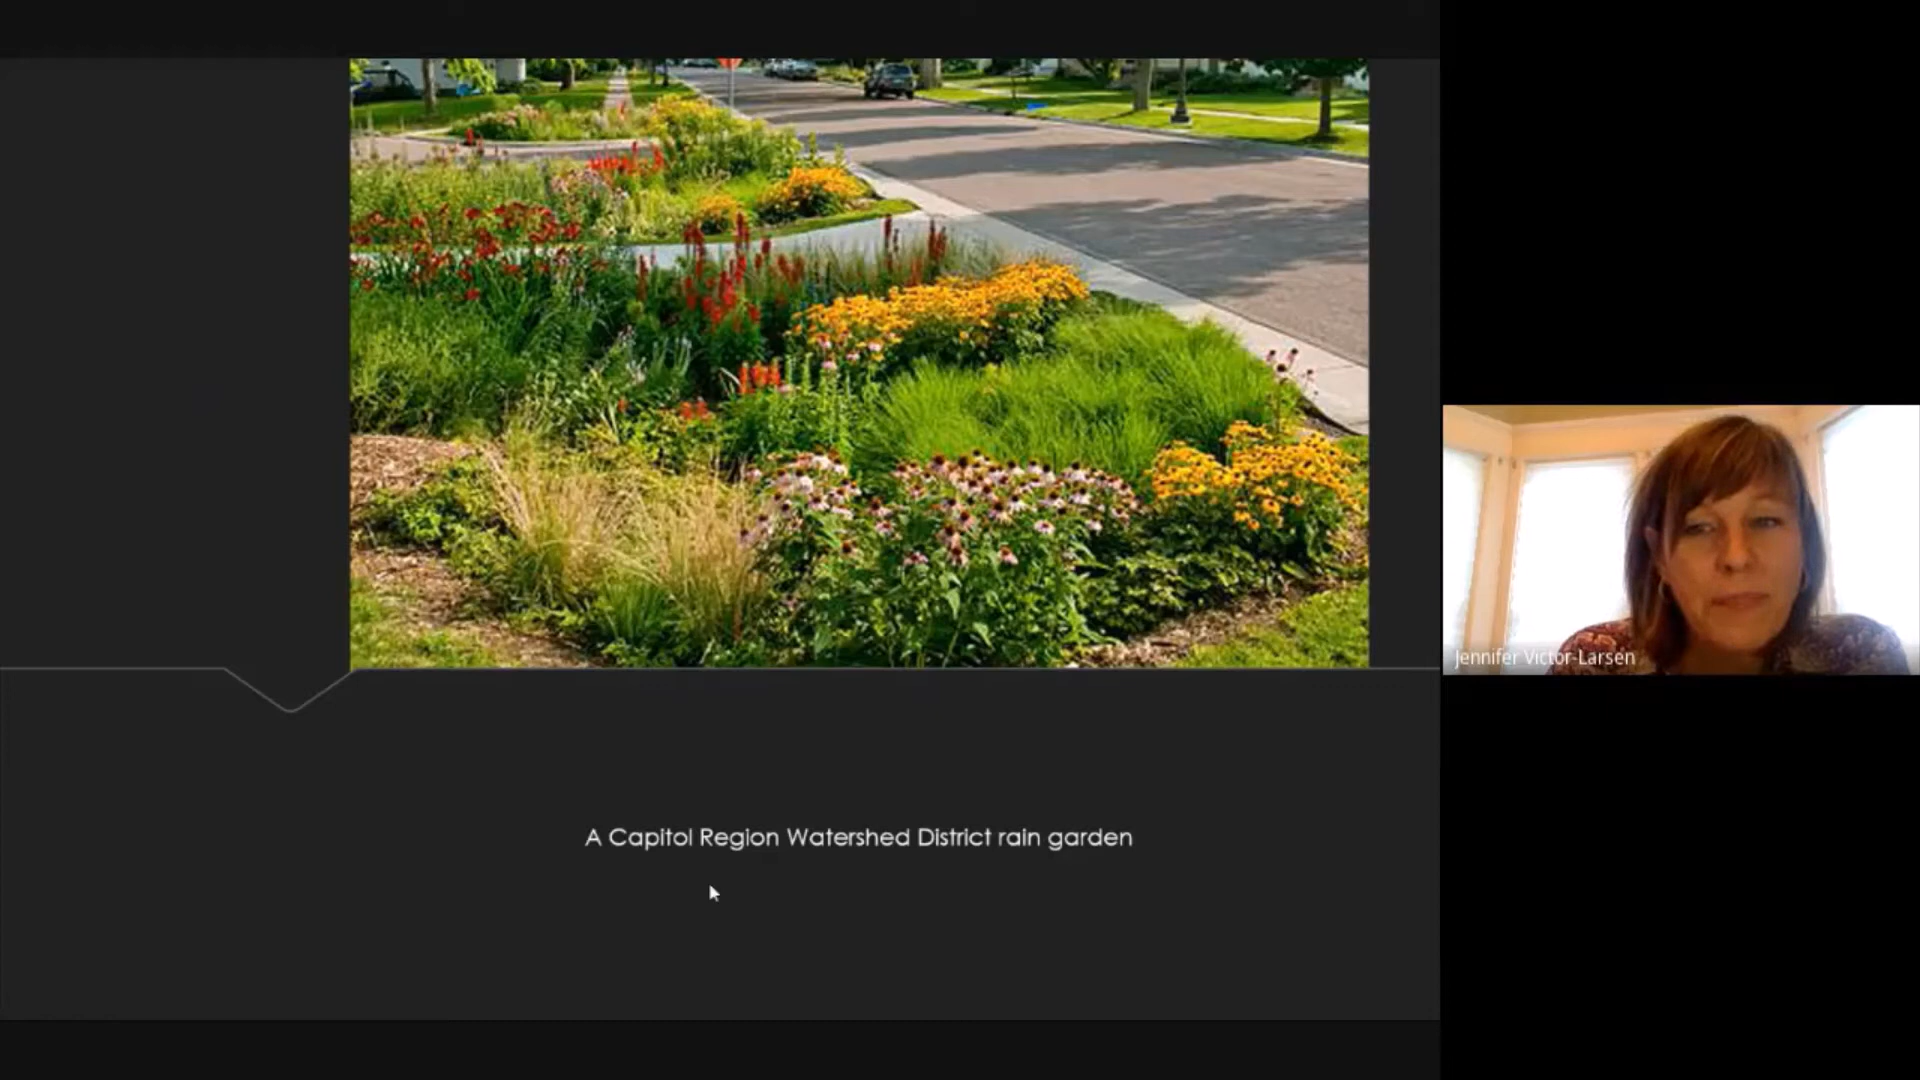 A Capitol Region Watershed District rain garden
Jennifer Victor-Larsen